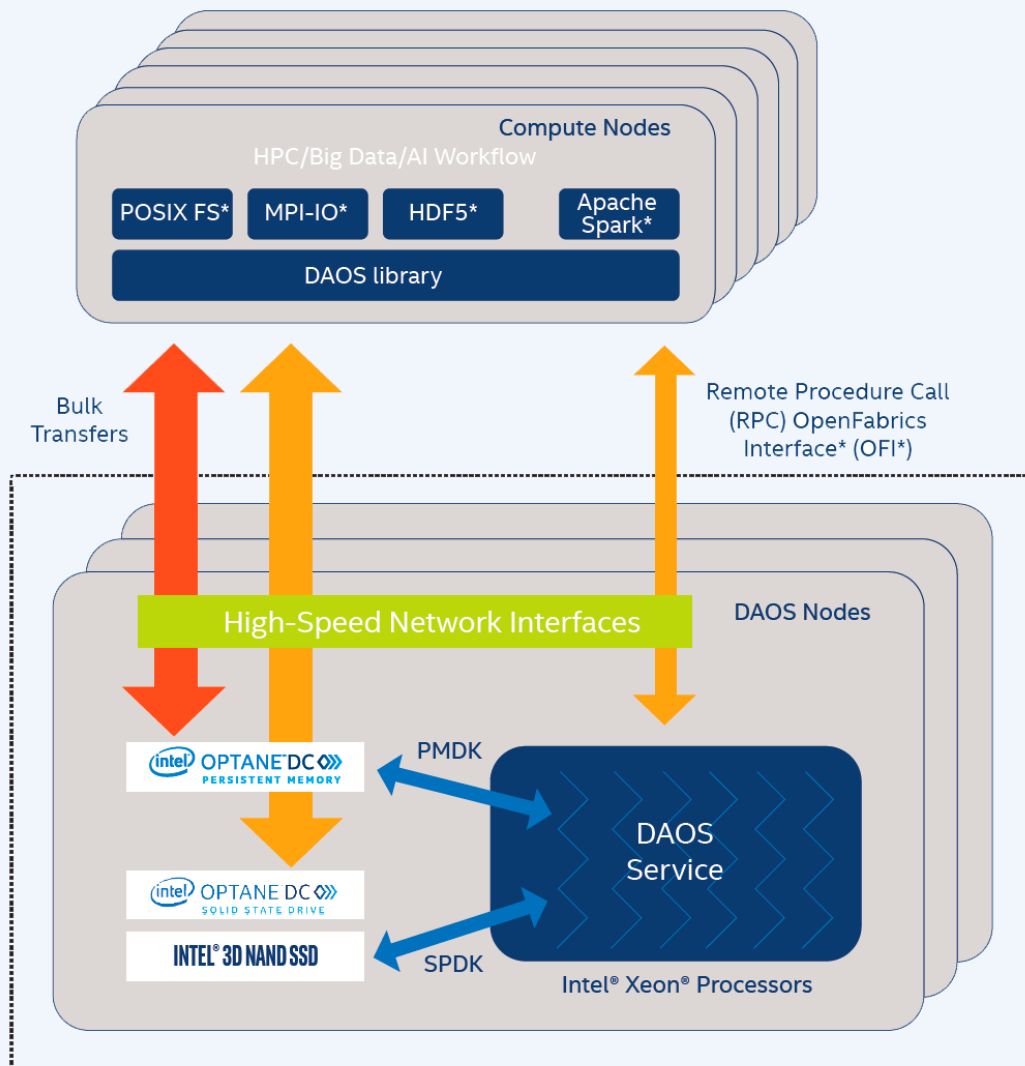 Compute Nodes
HPC/Big Data/AI Workflow
POSIX FS*
MPI-IO*
HDF5*
Apache
Spark*
DAOS library
Bulk
Transfers
Remote Procedure Call
(RPC) OpenFabrics
Interface* (OFI*)
High-Speed Network Interfaces
DAOS Nodes
intel® OPTANE™ DC
PERSISTENT MEMORY
PMDK
DAOS
Service
intel® OPTANE DC
SOLID STATE DRIVE
INTEL® 3D NAND SSD
SPDK
Intel® Xeon® Processors